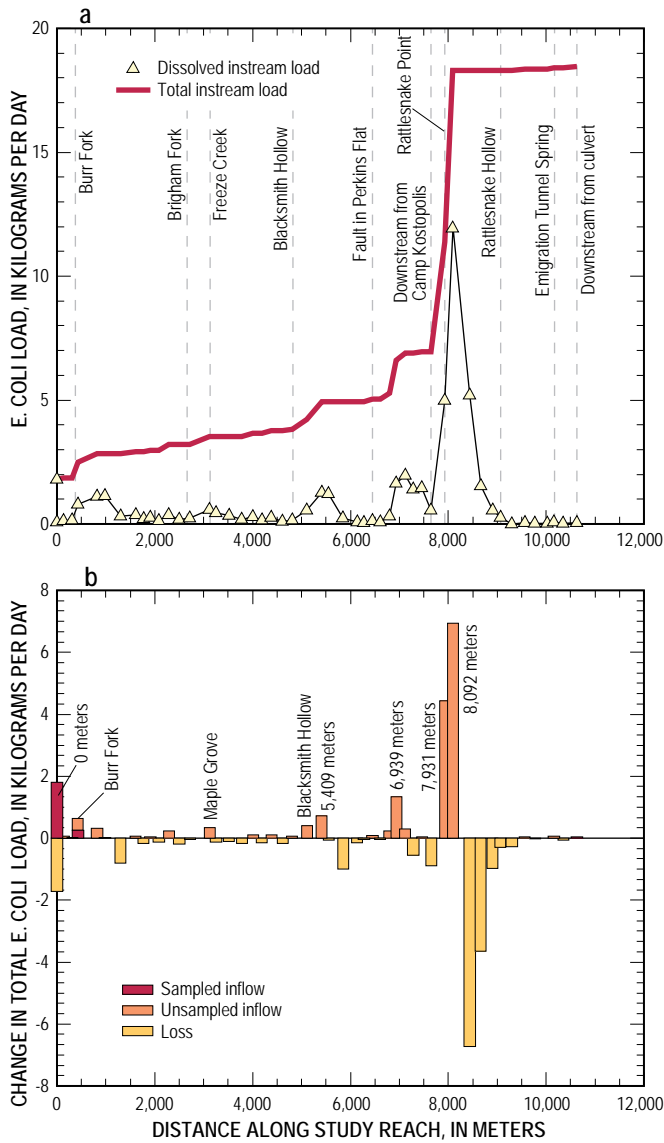 a
20
15
10
5
0
E. COLI LOAD, IN KILOGRAMS PER DAY
Dissolved instream load
Total instream load
Burr Fork
Brigham Fork
Freeze Creek
Blacksmith Hollow
Fault in Perkins Flat
Downstream from
Camp Kostopolis
Rattlesnake Point
Rattlesnake Hollow
Emigration Tunnel Spring
Downstream from culvert
0
2,000
4,000
6,000
8,000
10,000
12,000
b
8
6
4
2
0
-2
-4
-6
-8
CHANGE IN TOTAL E. COLI LOAD, IN KILOGRAMS PER DAY
0 meters
Burr Fork
Maple Grove
Blacksmith Hollow
5,409 meters
6,939 meters
7,931 meters
8,092 meters
Sampled inflow
Unsampled inflow
Loss
0
2,000
4,000
6,000
8,000
10,000
12,000
DISTANCE ALONG STUDY REACH, IN METERS